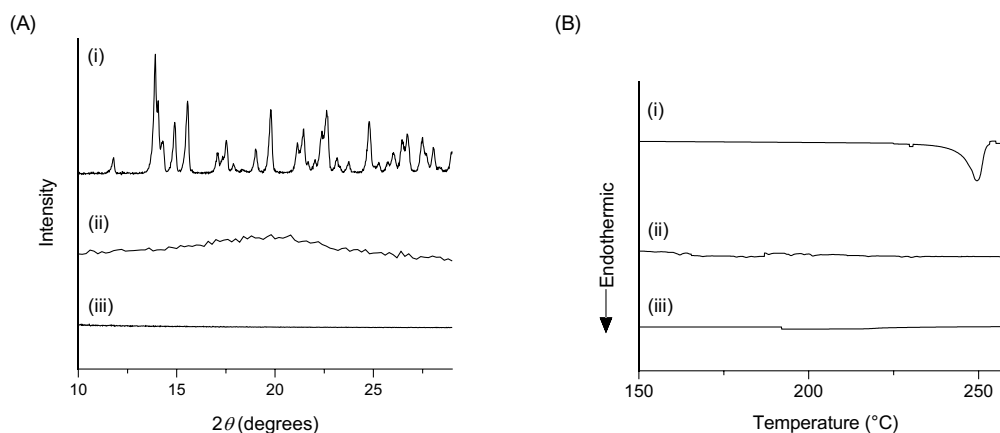 (A)
(i)
(ii)
(iii)
Intensity
10 15 20 25
2θ (degrees)
(B)
(i)
(ii)
(iii)
Endothermic
150 200 250
Temperature (°C)